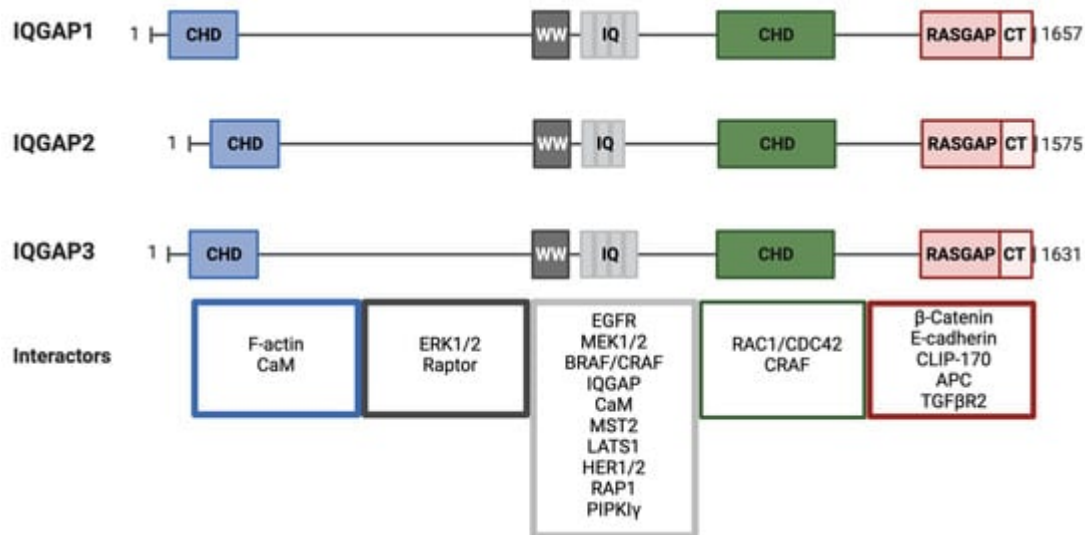 IQGAP1 1 CHD WW IQ CHD RASGAP CT 1657
IQGAP2 1 CHD WW IQ CHD RASGAP CT 1575
IQGAP3 1 CHD WW IQ CHD RASGAP CT 1631
Interactors
F-actin
CaM
ERK1/2
Raptor
EGFR
MEK1/2
BRAF/CRAF
IQGAP
CaM
MST2
LATS1
HER1/2
RAP1
PIPKIγ
RAC1/CDC42
CRAF
β-Catenin
E-cadherin
CLIP-170
APC
TGFβR2